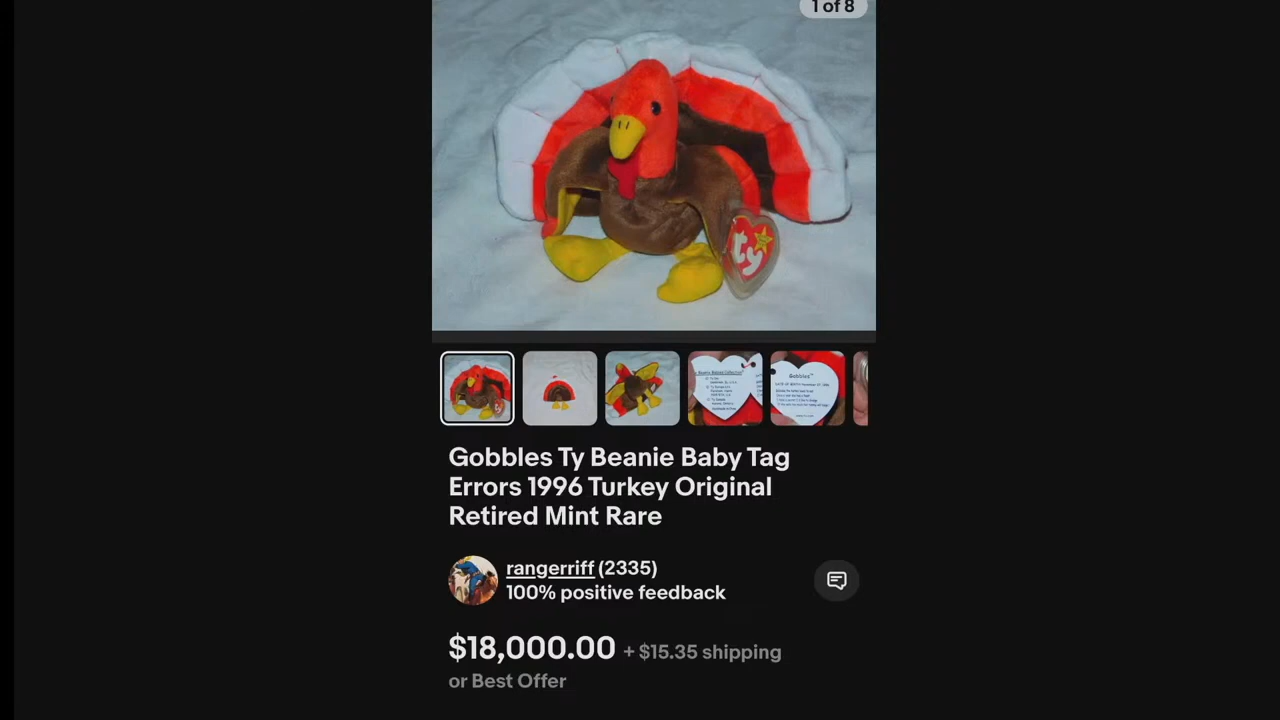 1 of 8
ty
Gobbles™
Gobbles Ty Beanie Baby Tag
Errors 1996 Turkey Original
Retired Mint Rare
rangerriff (2335)
100% positive feedback
$18,000.00 + $15.35 shipping
or Best Offer